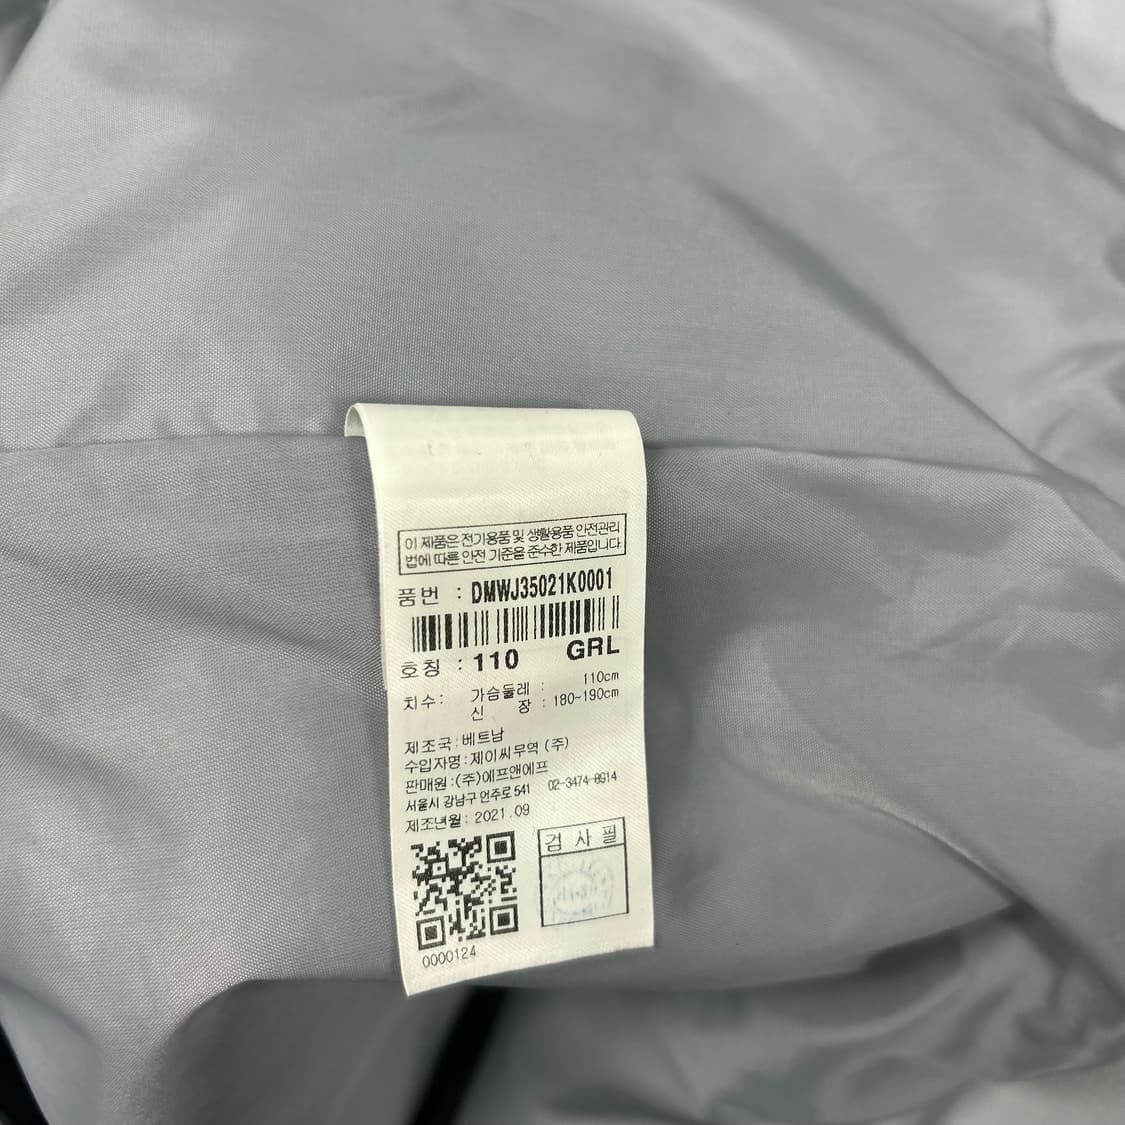 이 제품은 전기용품 및 생활용품 안전관리
법에 따른 안전 기준을 준수한 제품입니다
품번 : DMWJ35021K0001
호칭 : 110 GRL
치수: 가슴둘레 : 110cm
신 장 : 180~190cm
제조국:베트남
수입자명:제이씨무역 (주)
판매원:(주)에프앤에프
서울시 강남구 언주로 541 02-3474-8914
제조년월: 2021.09
검 사 필
0000124